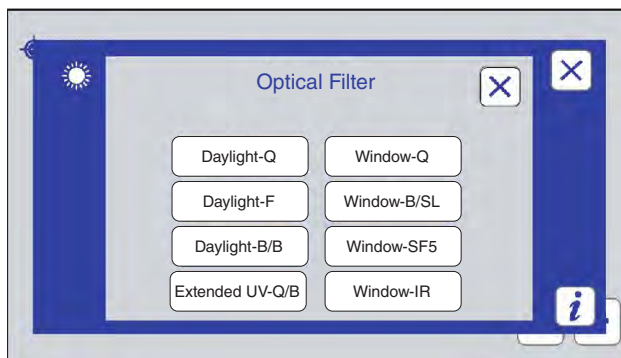 Optical Filter
Daylight-Q
Window-Q
Daylight-F
Window-B/SL
Daylight-B/B
Window-SF5
Extended UV-Q/B
Window-IR
i